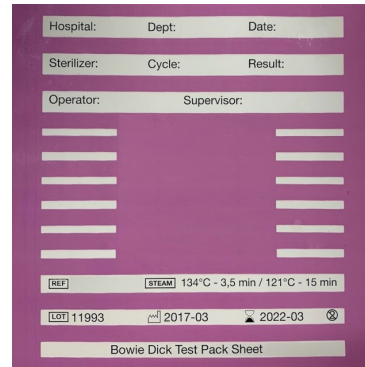 Hospital: Dept: Date:
Sterilizer: Cycle: Result:
Operator: Supervisor:
REF STEAM 134°C - 3,5 min / 121°C - 15 min
LOT 11993 2017-03 2022-03 2
Bowie Dick Test Pack Sheet